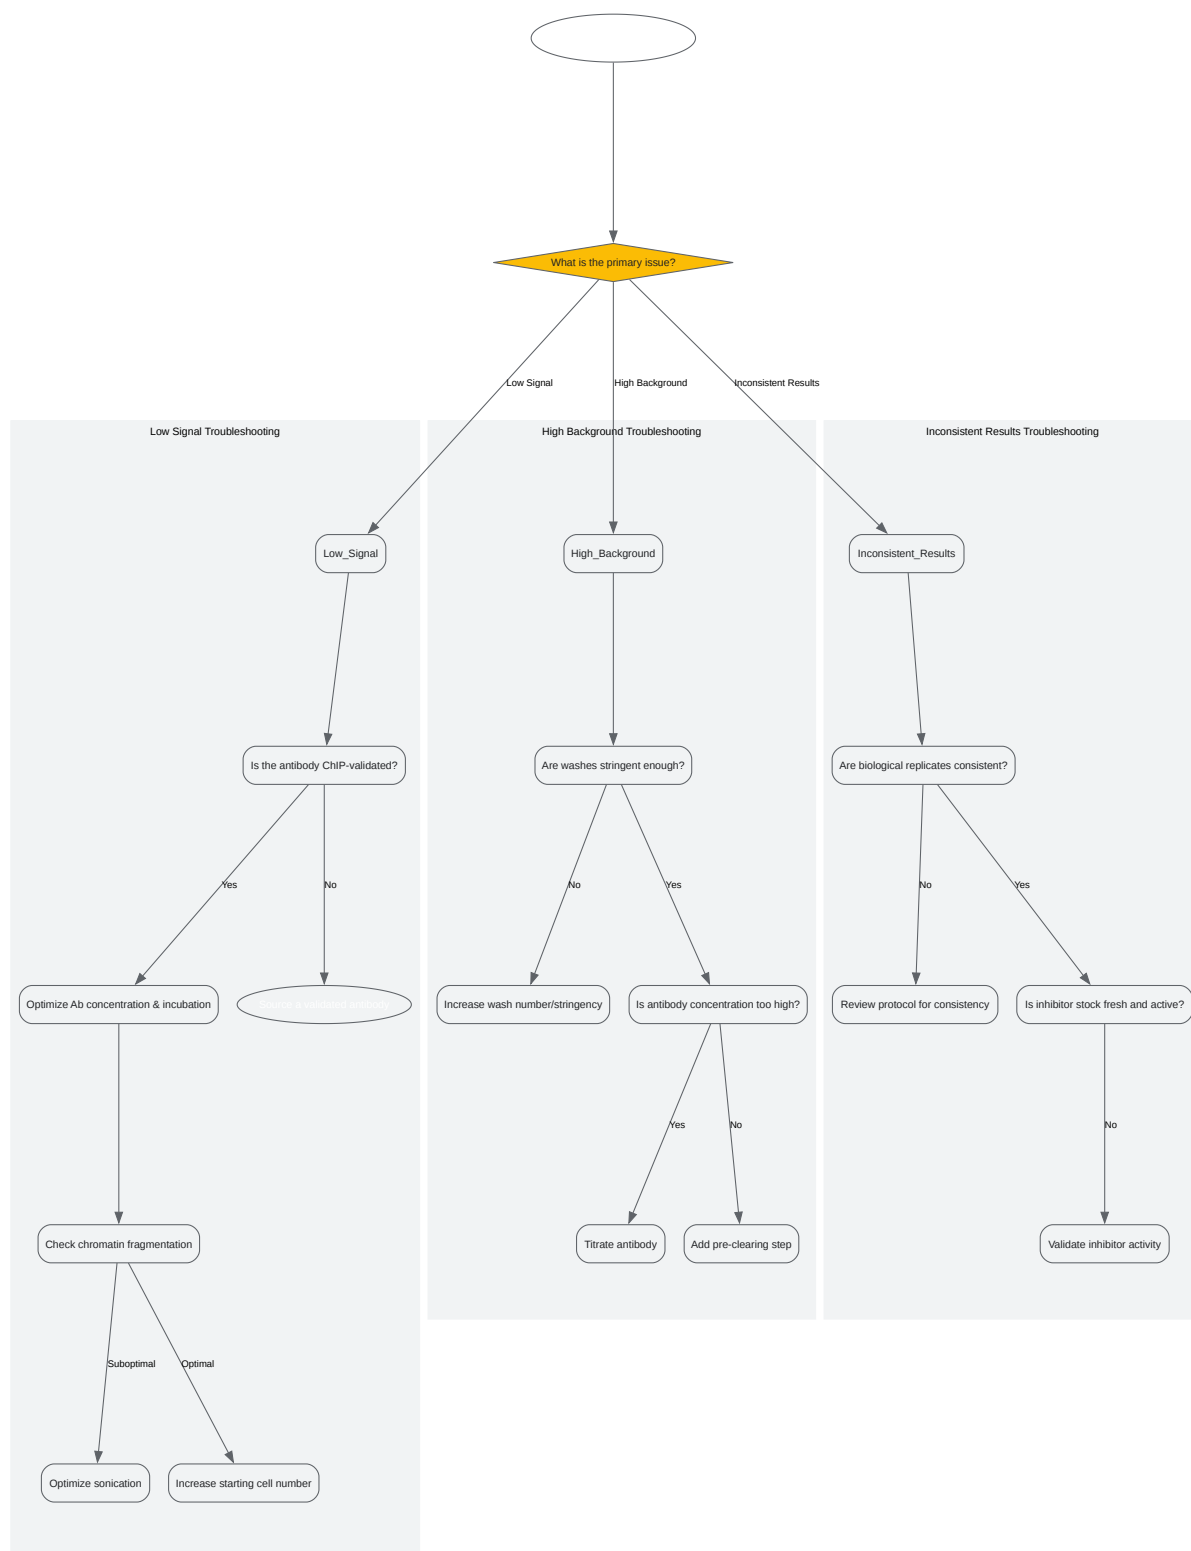 What is the primary issue?
Low Signal
High Background
Inconsistent Results
Low Signal Troubleshooting
High Background Troubleshooting
Inconsistent Results Troubleshooting
Low_Signal
High_Background
Inconsistent_Results
Is the antibody ChIP-validated?
Are washes stringent enough?
Are biological replicates consistent?
Yes
No
No
Yes
No
Yes
Optimize Ab concentration & incubation
Source a validated antibody
Increase wash number/stringency
Is antibody concentration too high?
Review protocol for consistency
Is inhibitor stock fresh and active?
Yes
No
No
Check chromatin fragmentation
Titrate antibody
Add pre-clearing step
Validate inhibitor activity
Suboptimal
Optimal
Optimize sonication
Increase starting cell number